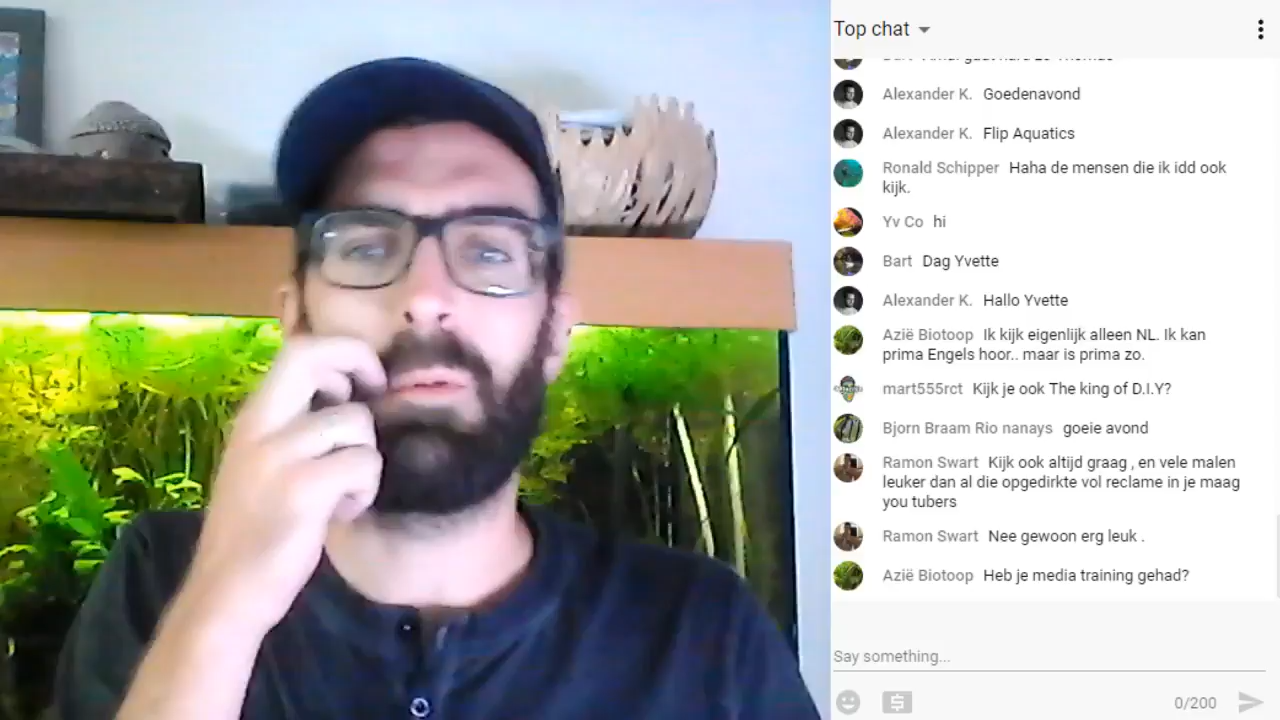 Top chat
Alexander K. Goedenavond
Alexander K. Flip Aquatics
Ronald Schipper Haha de mensen die ik idd ook
kijk.
Yv Co hi
Bart Dag Yvette
Alexander K. Hallo Yvette
Azië Biotoop Ik kijk eigenlijk alleen NL. Ik kan
prima Engels hoor.. maar is prima zo.
mart555rct Kijk je ook The king of D.I.Y?
Bjorn Braam Rio nanays goeie avond
Ramon Swart Kijk ook altijd graag , en vele malen
leuker dan al die opgedirkte vol reclame in je maag
you tubers
Ramon Swart Nee gewoon erg leuk .
Azië Biotoop Heb je media training gehad?
Say something...
0/200